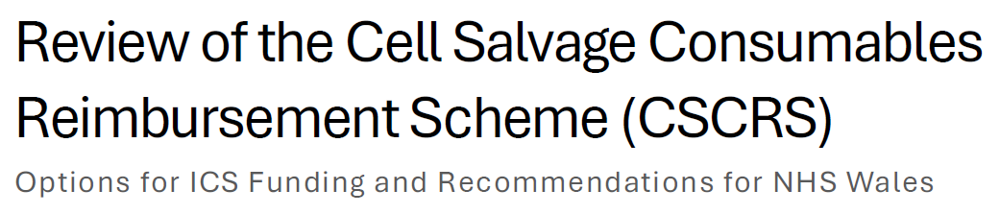 Review of the Cell Salvage Consumables
Reimbursement Scheme (CSCRS)
Options for ICS Funding and Recommendations for NHS Wales